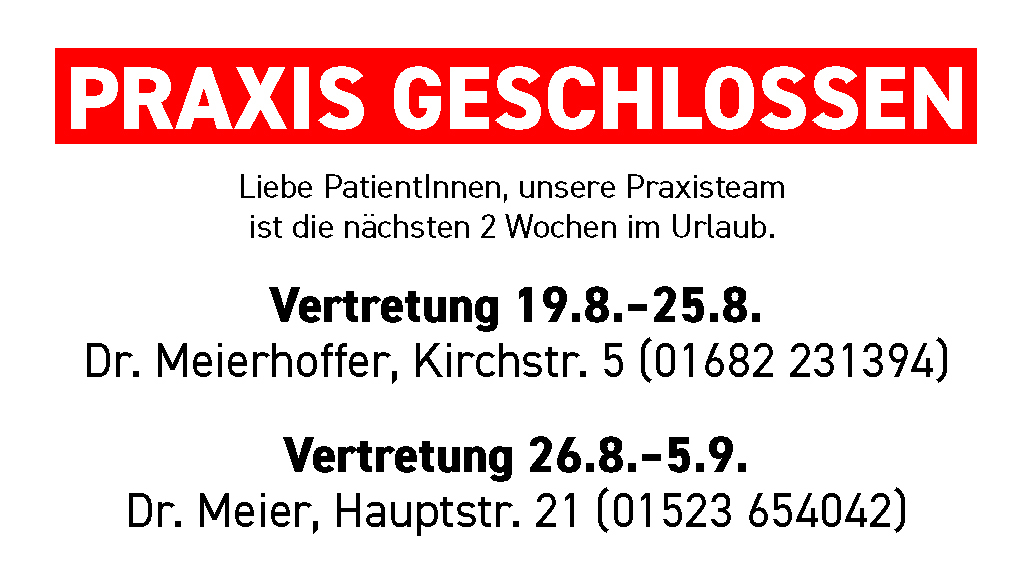 PRAXIS GESCHLOSSEN
Liebe PatientInnen, unsere Praxisteam
ist die nächsten 2 Wochen im Urlaub.
Vertretung 19.8.–25.8.
Dr. Meierhoffer, Kirchstr. 5 (01682 231394)
Vertretung 26.8.–5.9.
Dr. Meier, Hauptstr. 21 (01523 654042)